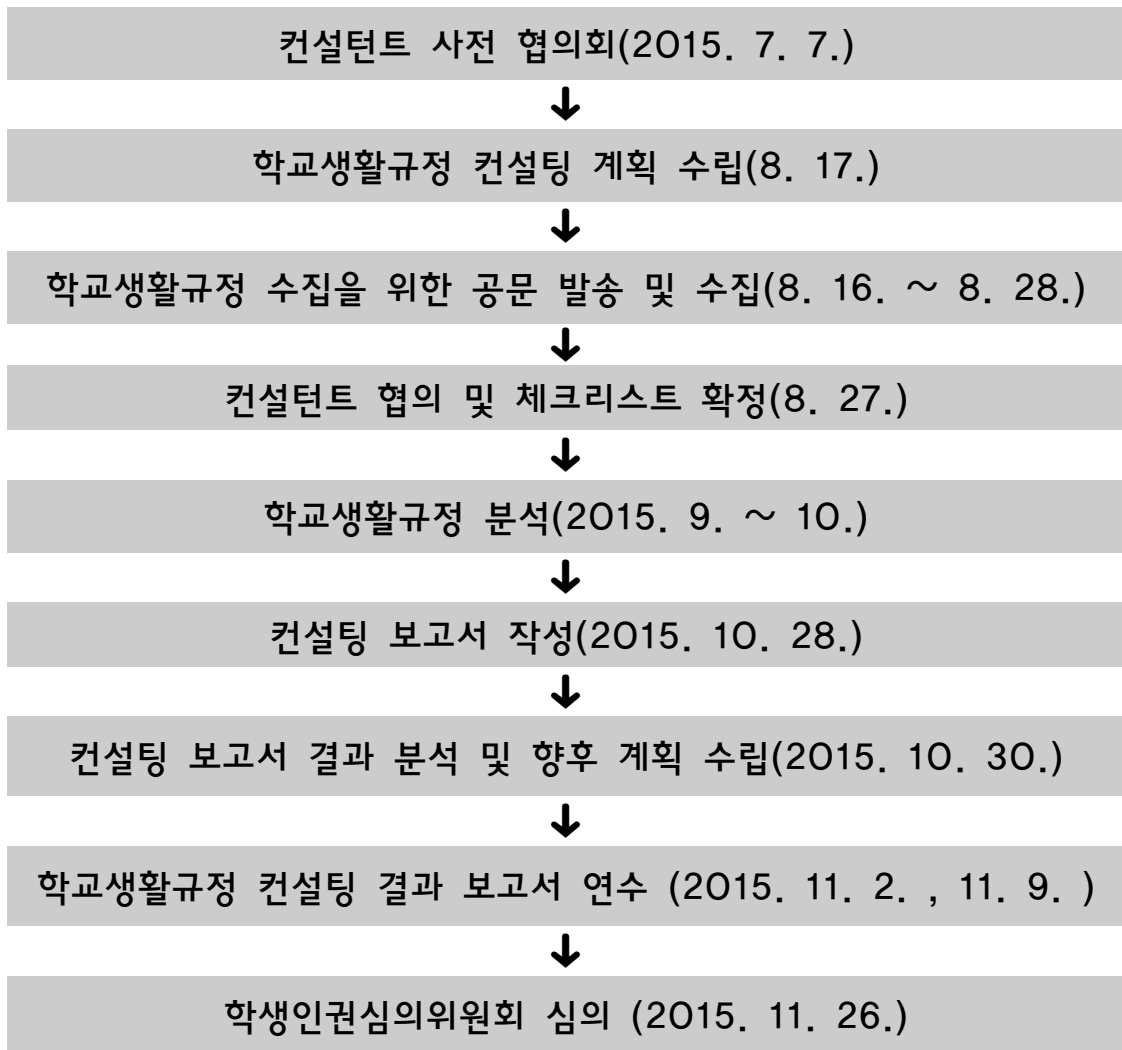 컨설턴트 사전 협의회(2015. 7. 7.)
학교생활규정 컨설팅 계획 수립(8. 17.)
학교생활규정 수집을 위한 공문 발송 및 수집(8. 16. ~ 8. 28.)
컨설턴트 협의 및 체크리스트 확정(8. 27.)
학교생활규정 분석(2015. 9. ~ 10.)
컨설팅 보고서 작성(2015. 10. 28.)
컨설팅 보고서 결과 분석 및 향후 계획 수립(2015. 10. 30.)
학교생활규정 컨설팅 결과 보고서 연수 (2015. 11. 2. , 11. 9. )
학생인권심의위원회 심의 (2015. 11. 26.)